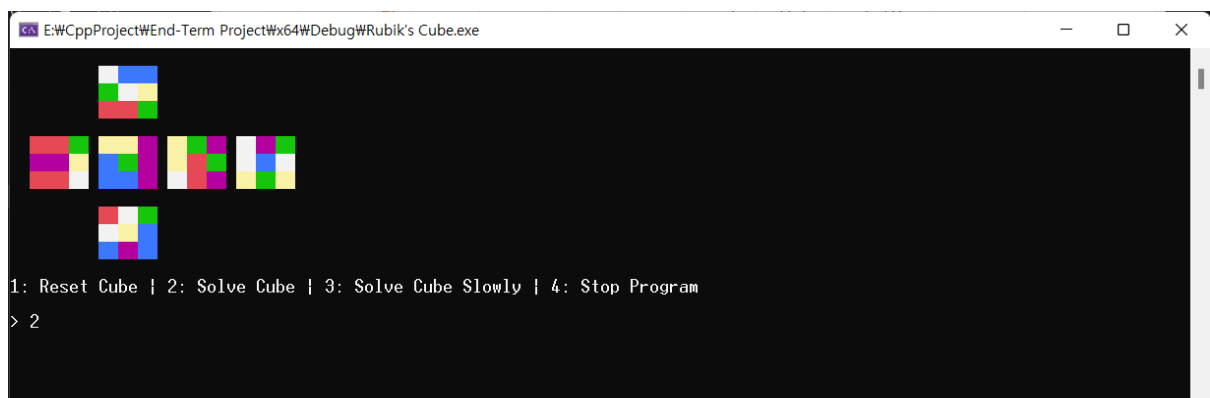 E:₩CppProject₩End-Term Project₩x64₩Debug₩Rubik's Cube.exe
1: Reset Cube | 2: Solve Cube | 3: Solve Cube Slowly | 4: Stop Program
> 2